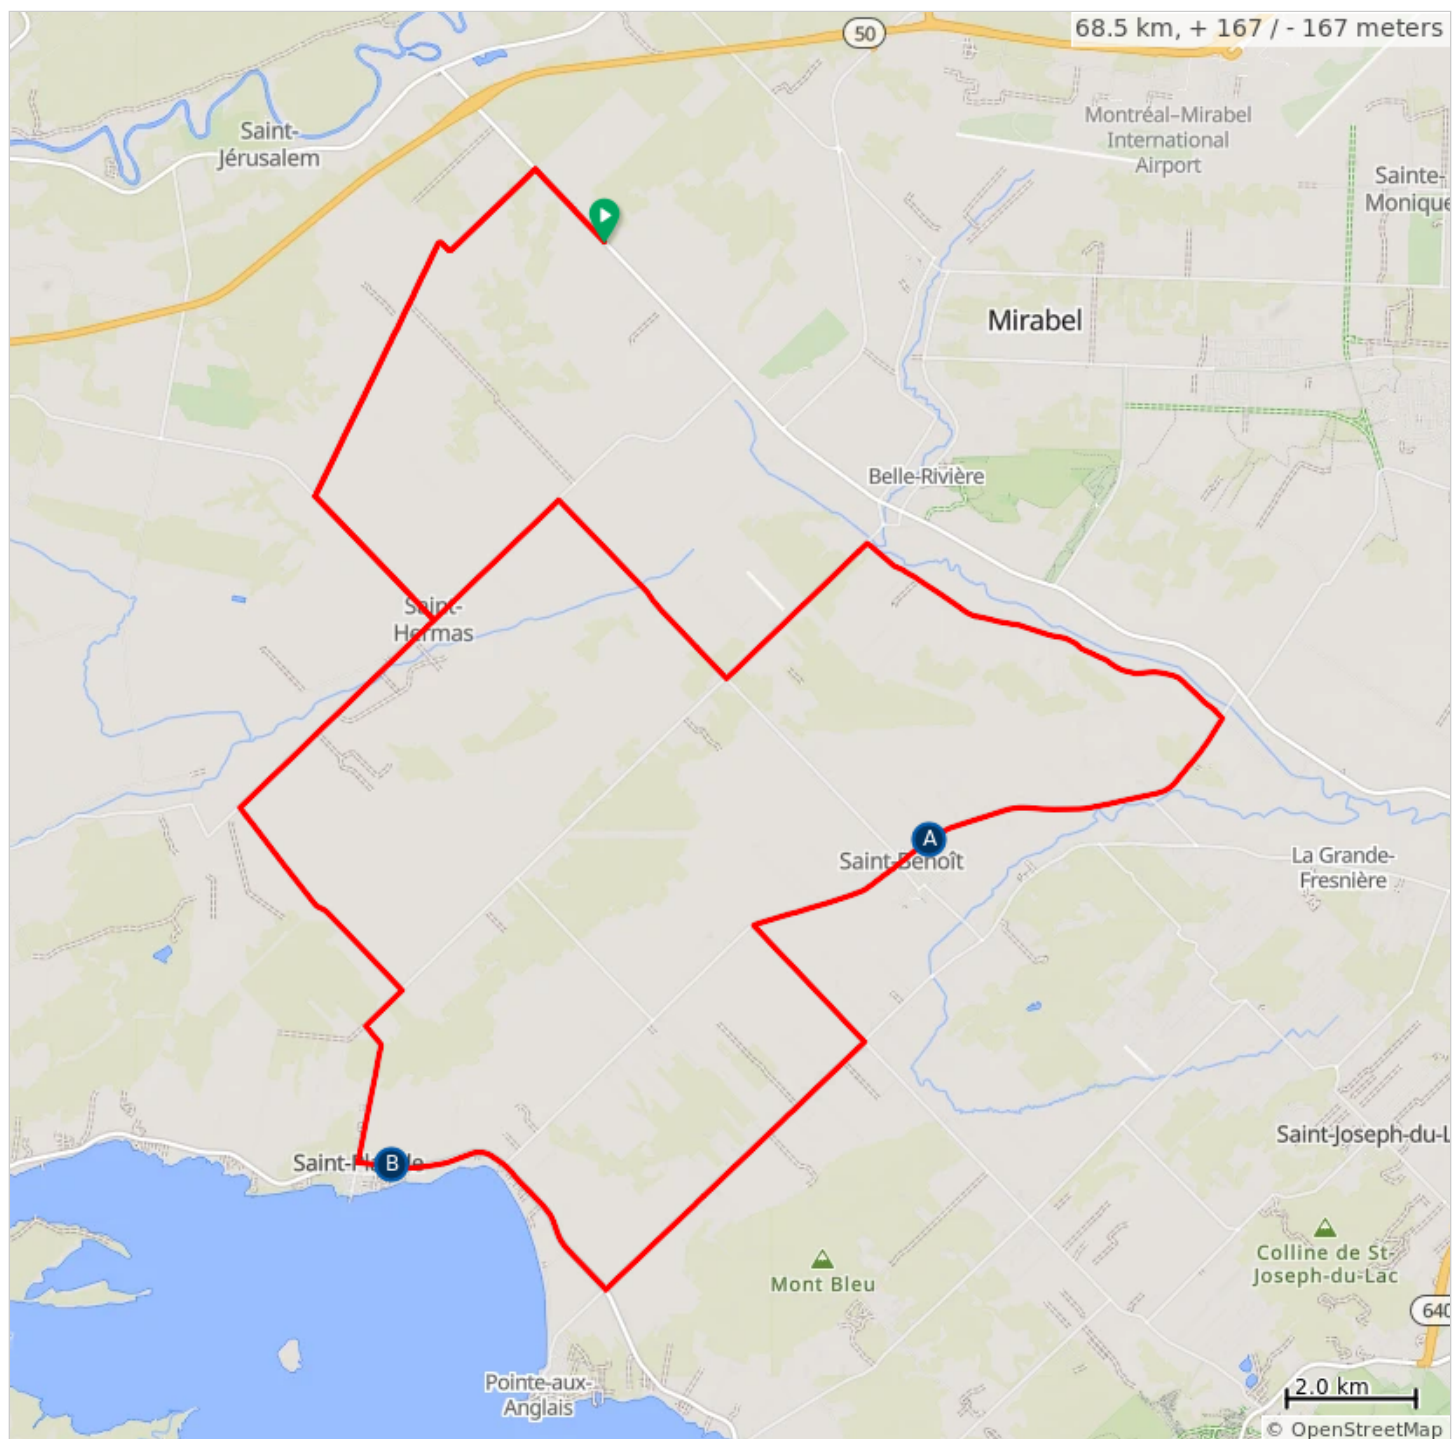 68.5 km, + 167 / - 167 meters
50
Saint-
Jérusalem
Montréal–Mirabel
International
Airport
Sainte-
Monique
Mirabel
Belle-Rivière
Saint-
Hermas
A
Saint-Benoît
La Grande-
Fresnière
Saint-Joseph-du-L
B
Colline de St-
Joseph-du-Lac
Mont Bleu
640
Pointe-aux-
Anglais
2.0 km
© OpenStreetMap